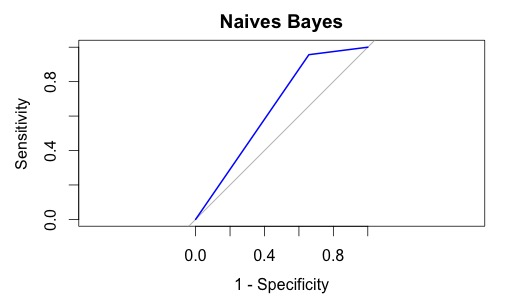 Naives Bayes
Sensitivity
0.8
0.4
0.0
0.0 0.4 0.8
1 - Specificity